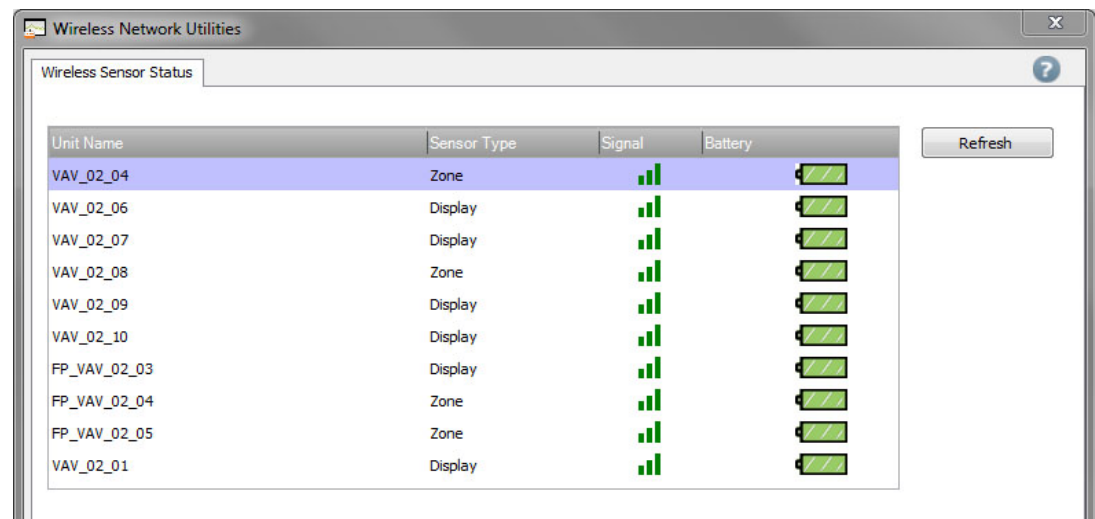 Wireless Network Utilities
Wireless Sensor Status
Unit Name Sensor Type Signal Battery Refresh
VAV_02_04 Zone
VAV_02_06 Display
VAV_02_07 Display
VAV_02_08 Zone
VAV_02_09 Display
VAV_02_10 Display
FP_VAV_02_03 Display
FP_VAV_02_04 Zone
FP_VAV_02_05 Zone
VAV_02_01 Display